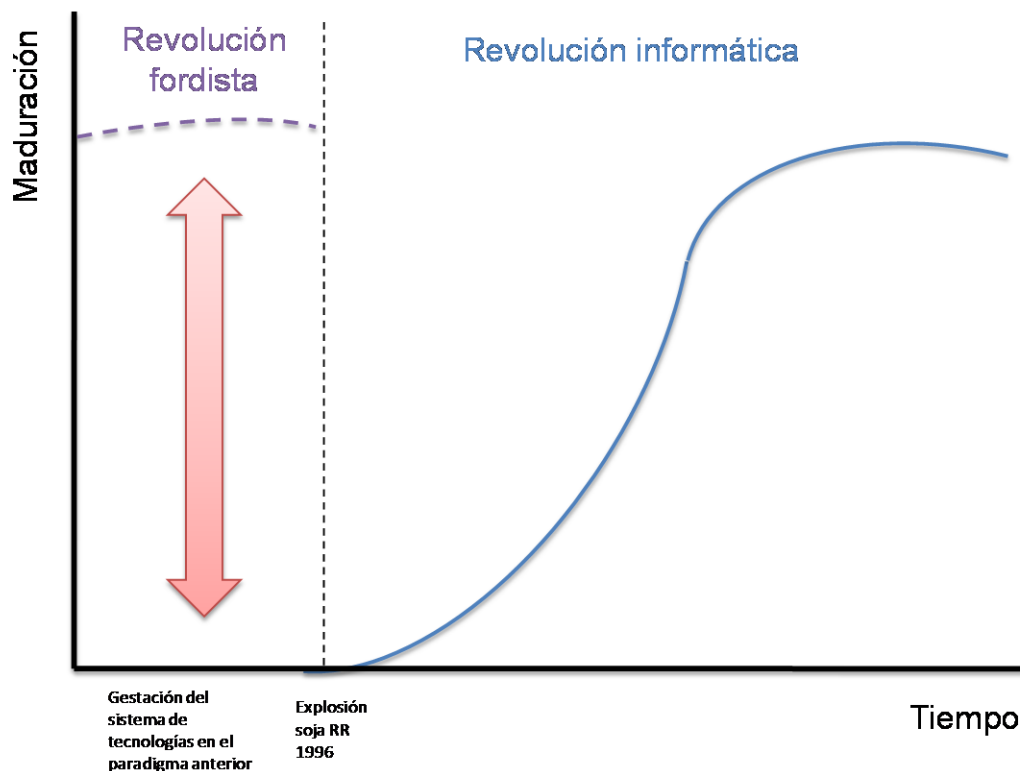 Revolución
fordista
Revolución informática
Maduración
Gestación del
sistema de
tecnologías en el
paradigma anterior
Explosión
soja RR
1996
Tiempo